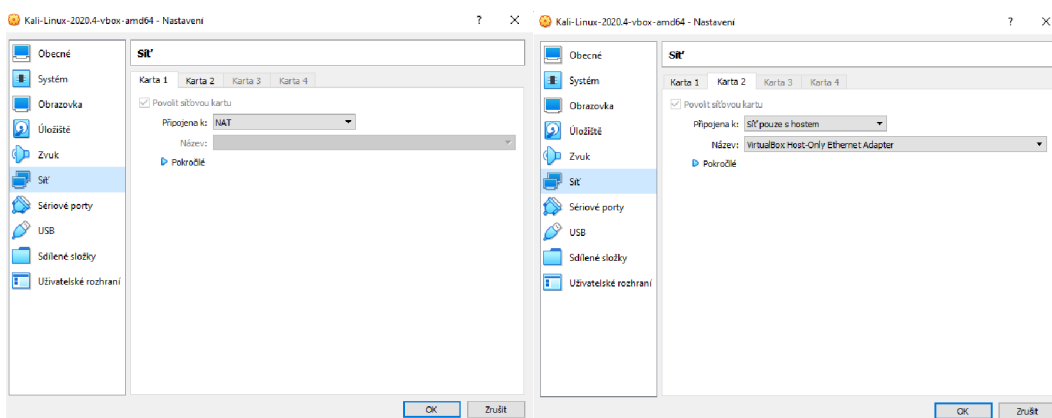 Kali-Linux-2020.4-vbox-amd64 - Nastavení
Obecné
Systém
Obrazovka
Úložiště
Zvuk
Síť
Sériové porty
USB
Sdílené složky
Uživatelské rozhraní
Síť
Karta 1 Karta 2 Karta 3 Karta 4
Povolit síťovou kartu
Připojena k: NAT
Název:
Pokročilé
OK Zrušit
Kali-Linux-2020.4-vbox-amd64 - Nastavení
Obecné
Systém
Obrazovka
Úložiště
Zvuk
Síť
Sériové porty
USB
Sdílené složky
Uživatelské rozhraní
Síť
Karta 1 Karta 2 Karta 3 Karta 4
Povolit síťovou kartu
Připojena k: Síť pouze s hostem
Název: VirtualBox Host-Only Ethernet Adapter
Pokročilé
OK Zrušit